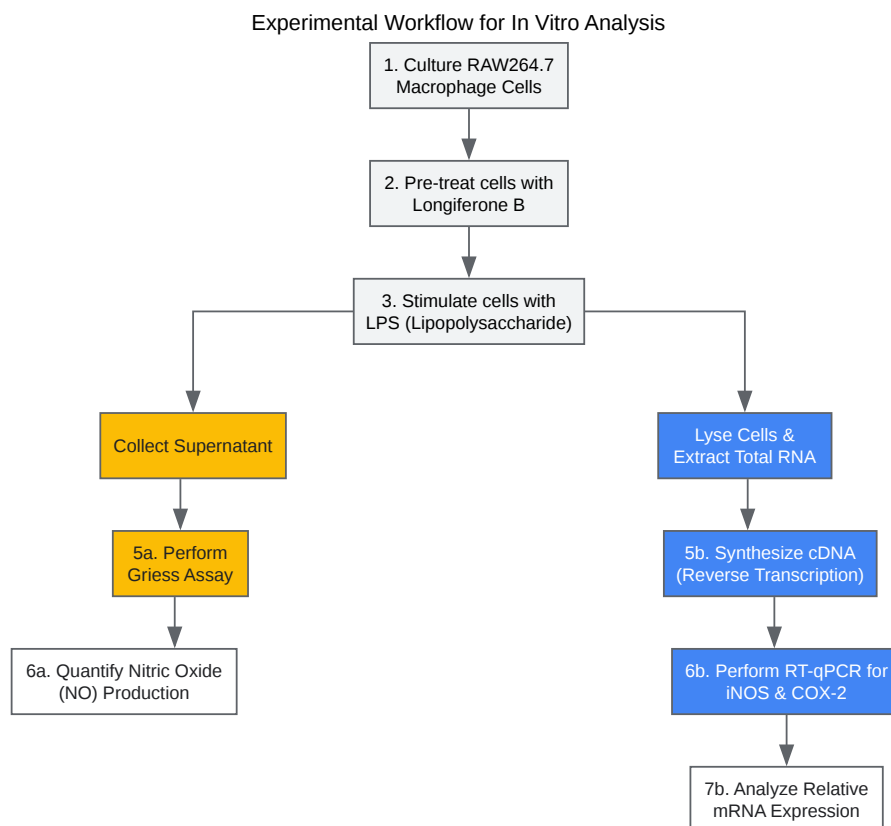 Experimental Workflow for In Vitro Analysis
1. Culture RAW264.7
Macrophage Cells
2. Pre-treat cells with
Longiferone B
3. Stimulate cells with
LPS (Lipopolysaccharide)
Collect Supernatant
Lyse Cells &
Extract Total RNA
5a. Perform
Griess Assay
5b. Synthesize cDNA
(Reverse Transcription)
6a. Quantify Nitric Oxide
(NO) Production
6b. Perform RT-qPCR for
iNOS & COX-2
7b. Analyze Relative
mRNA Expression